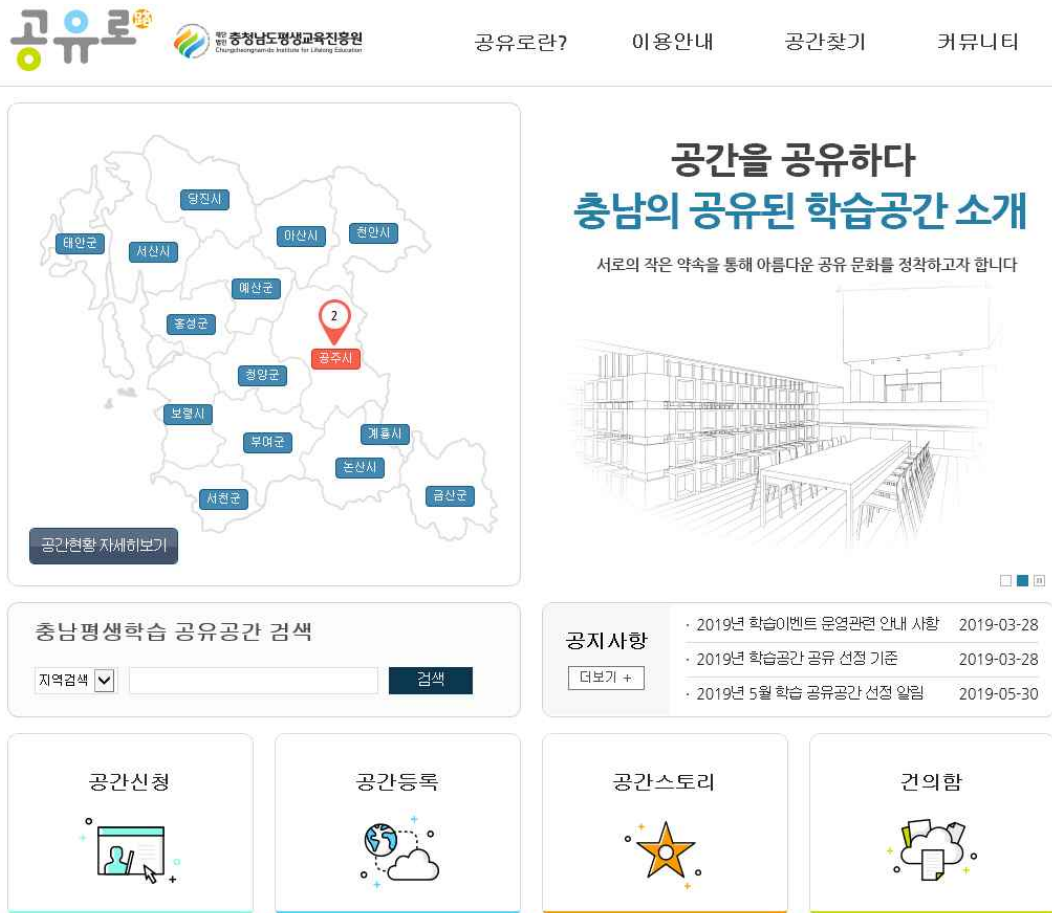 공유로
재단법인 충청남도평생교육진흥원
Chungcheongnam-do Institute for Lifelong Education
공유로란?
이용안내
공간찾기
커뮤니티
당진시
아산시
천안시
태안군
서산시
예산군
2
홍성군
공주시
청양군
보령시
계룡시
부여군
논산시
서천군
금산군
공간현황 자세히보기
공간을 공유하다
충남의 공유된 학습공간 소개
서로의 작은 약속을 통해 아름다운 공유 문화를 정착하고자 합니다
충남평생학습 공유공간 검색
지역검색
검색
공지사항
더보기 +
· 2019년 학습이벤트 운영관련 안내 사항 2019-03-28
· 2019년 학습공간 공유 선정 기준 2019-03-28
· 2019년 5월 학습 공유공간 선정 알림 2019-05-30
공간신청
공간등록
공간스토리
건의함